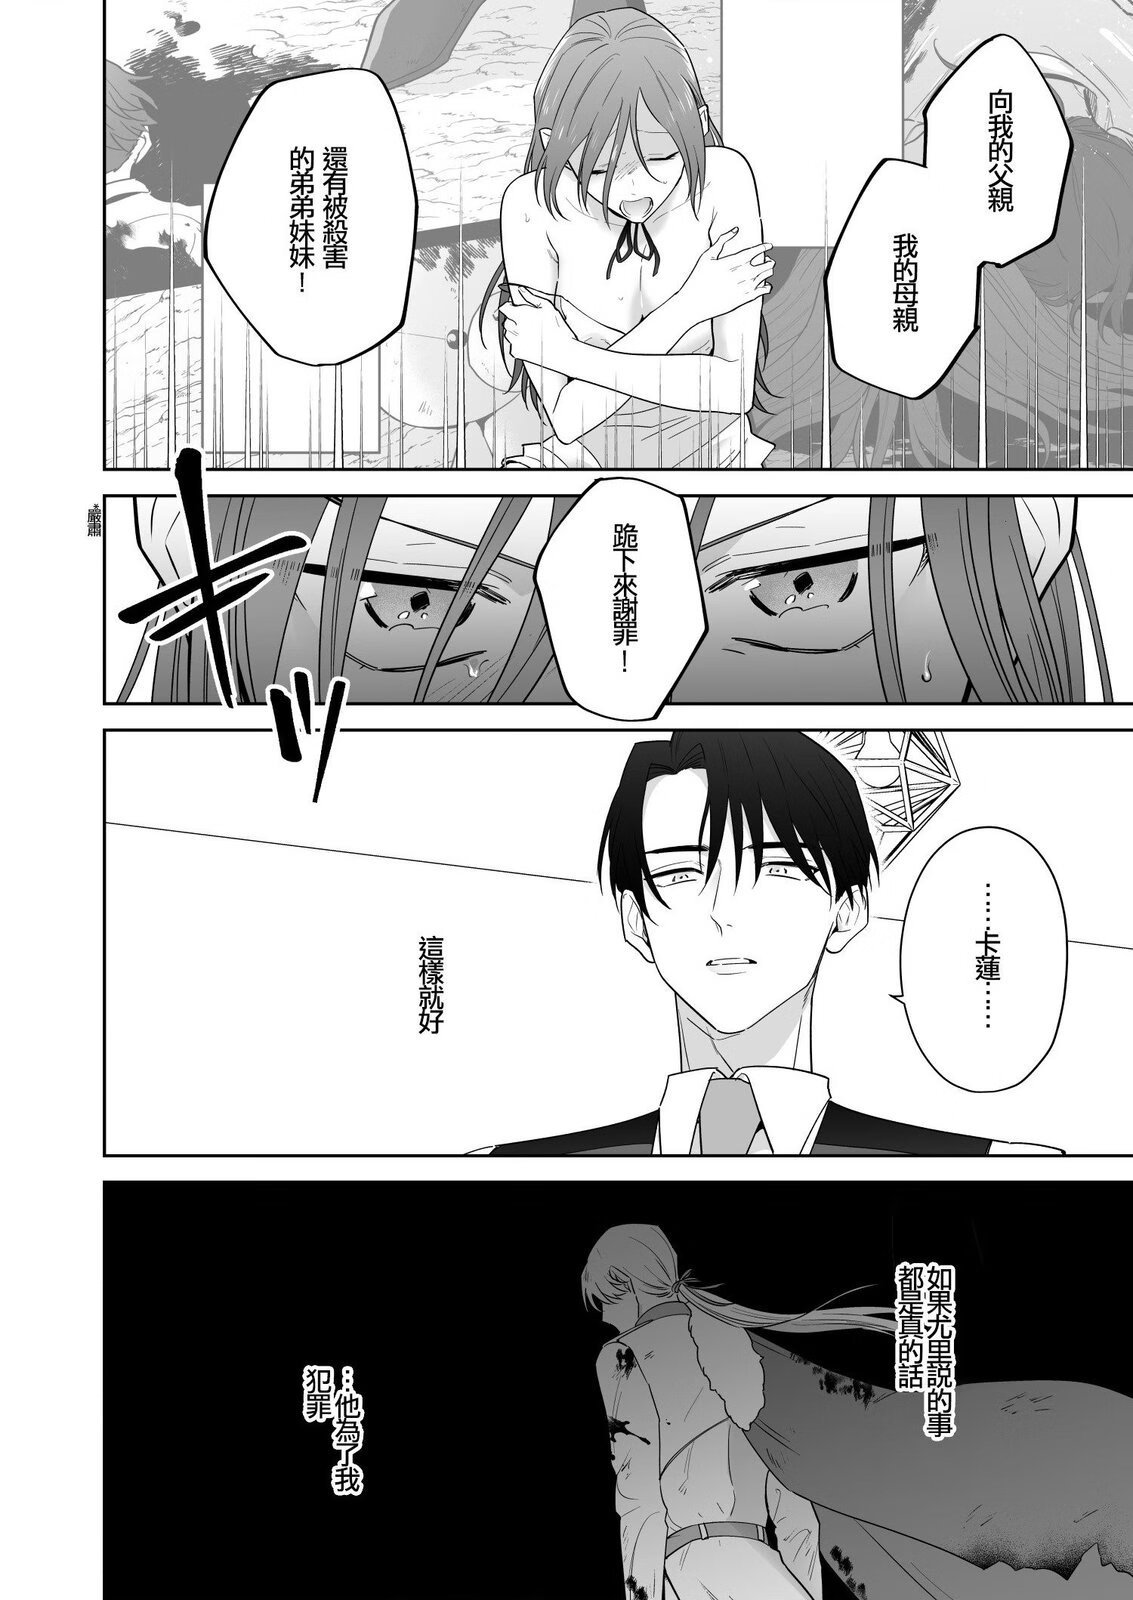 向我的父親
我的母親
還有被殺害
的弟弟妹妹！
跪下來謝罪！
ギッ
*嚴肅
……卡蓮……
這樣就好
如果尤里說的事
都是真的話
…他為了我
犯罪